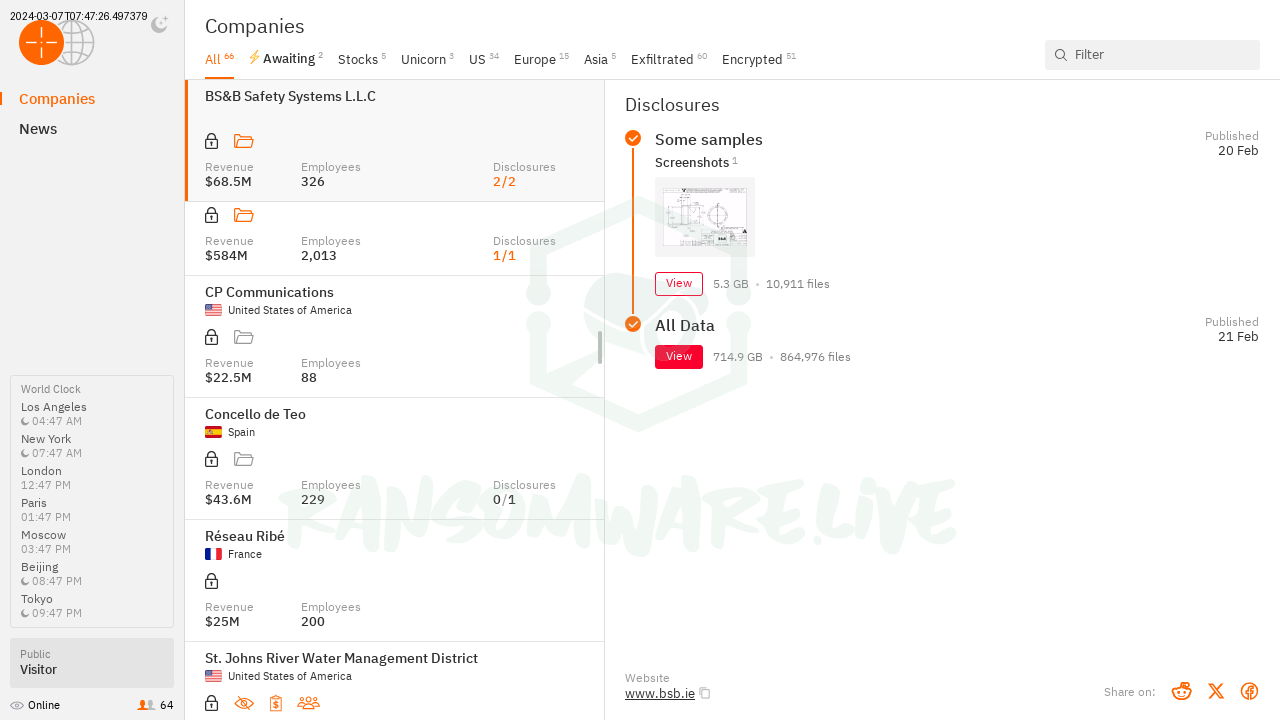 2024-03-07T07:47:26.497379
Companies
News
World Clock
Los Angeles
04:47 AM
New York
07:47 AM
London
12:47 PM
Paris
01:47 PM
Moscow
03:47 PM
Beijing
08:47 PM
Tokyo
09:47 PM
Public
Visitor
Online
64
Companies
All 66
Awaiting 2
Stocks 5
Unicorn 3
US 34
Europe 15
Asia 5
Exfiltrated 60
Encrypted 51
Filter
BS&B Safety Systems L.L.C
Revenue Employees Disclosures
$68.5M 326 2/2
Revenue Employees Disclosures
$584M 2,013 1/1
CP Communications
United States of America
Revenue Employees
$22.5M 88
Concello de Teo
Spain
Revenue Employees Disclosures
$43.6M 229 0/1
Réseau Ribé
France
Revenue Employees
$25M 200
St. Johns River Water Management District
United States of America
Disclosures
Some samples
Published
20 Feb
Screenshots 1
View 5.3 GB • 10,911 files
All Data
Published
21 Feb
View 714.9 GB • 864,976 files
Website
www.bsb.ie
Share on:
RANSOMWARE.LIVE